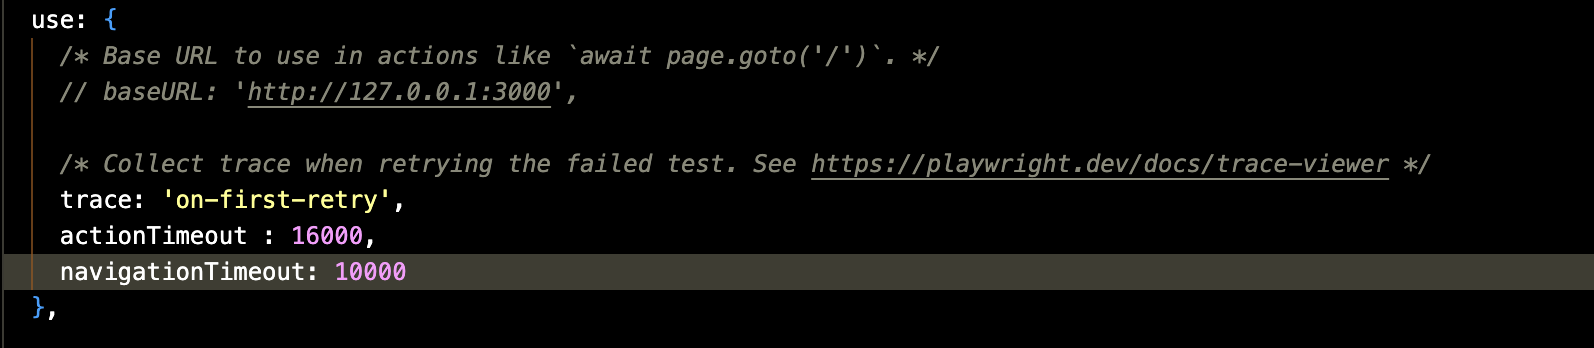 use: {
/* Base URL to use in actions like `await page.goto('/')`. */
// baseURL: 'http://127.0.0.1:3000',
/* Collect trace when retrying the failed test. See https://playwright.dev/docs/trace-viewer */
trace: 'on-first-retry',
actionTimeout : 16000,
navigationTimeout: 10000
},